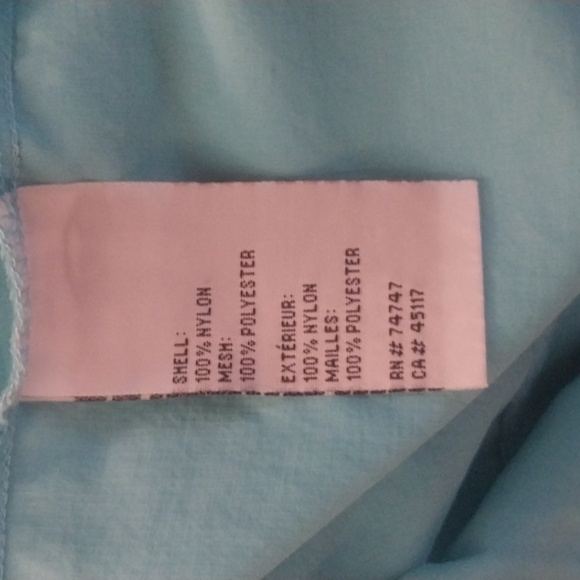 SHELL:
100% NYLON
MESH:
100% POLYESTER
EXTÉRIEUR:
100% NYLON
MAILLES:
100% POLYESTER
RN# 74747
CA# 45117